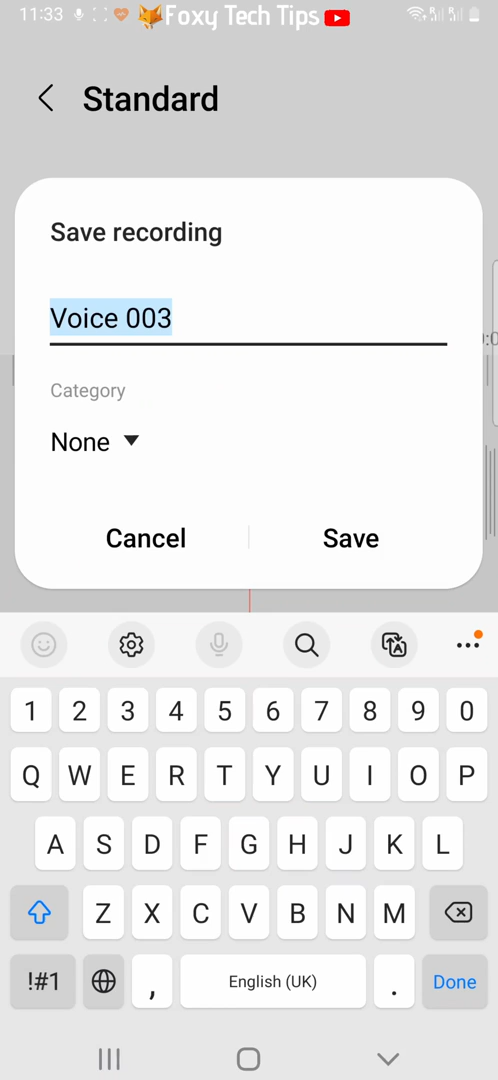 11:33 Foxy Tech Tips
Standard
Save recording
Voice 003
Category
None
Cancel
Save
1 2 3 4 5 6 7 8 9 0
Q W E R T Y U I O P
A S D F G H J K L
Z X C V B N M
!#1 , English (UK) . Done